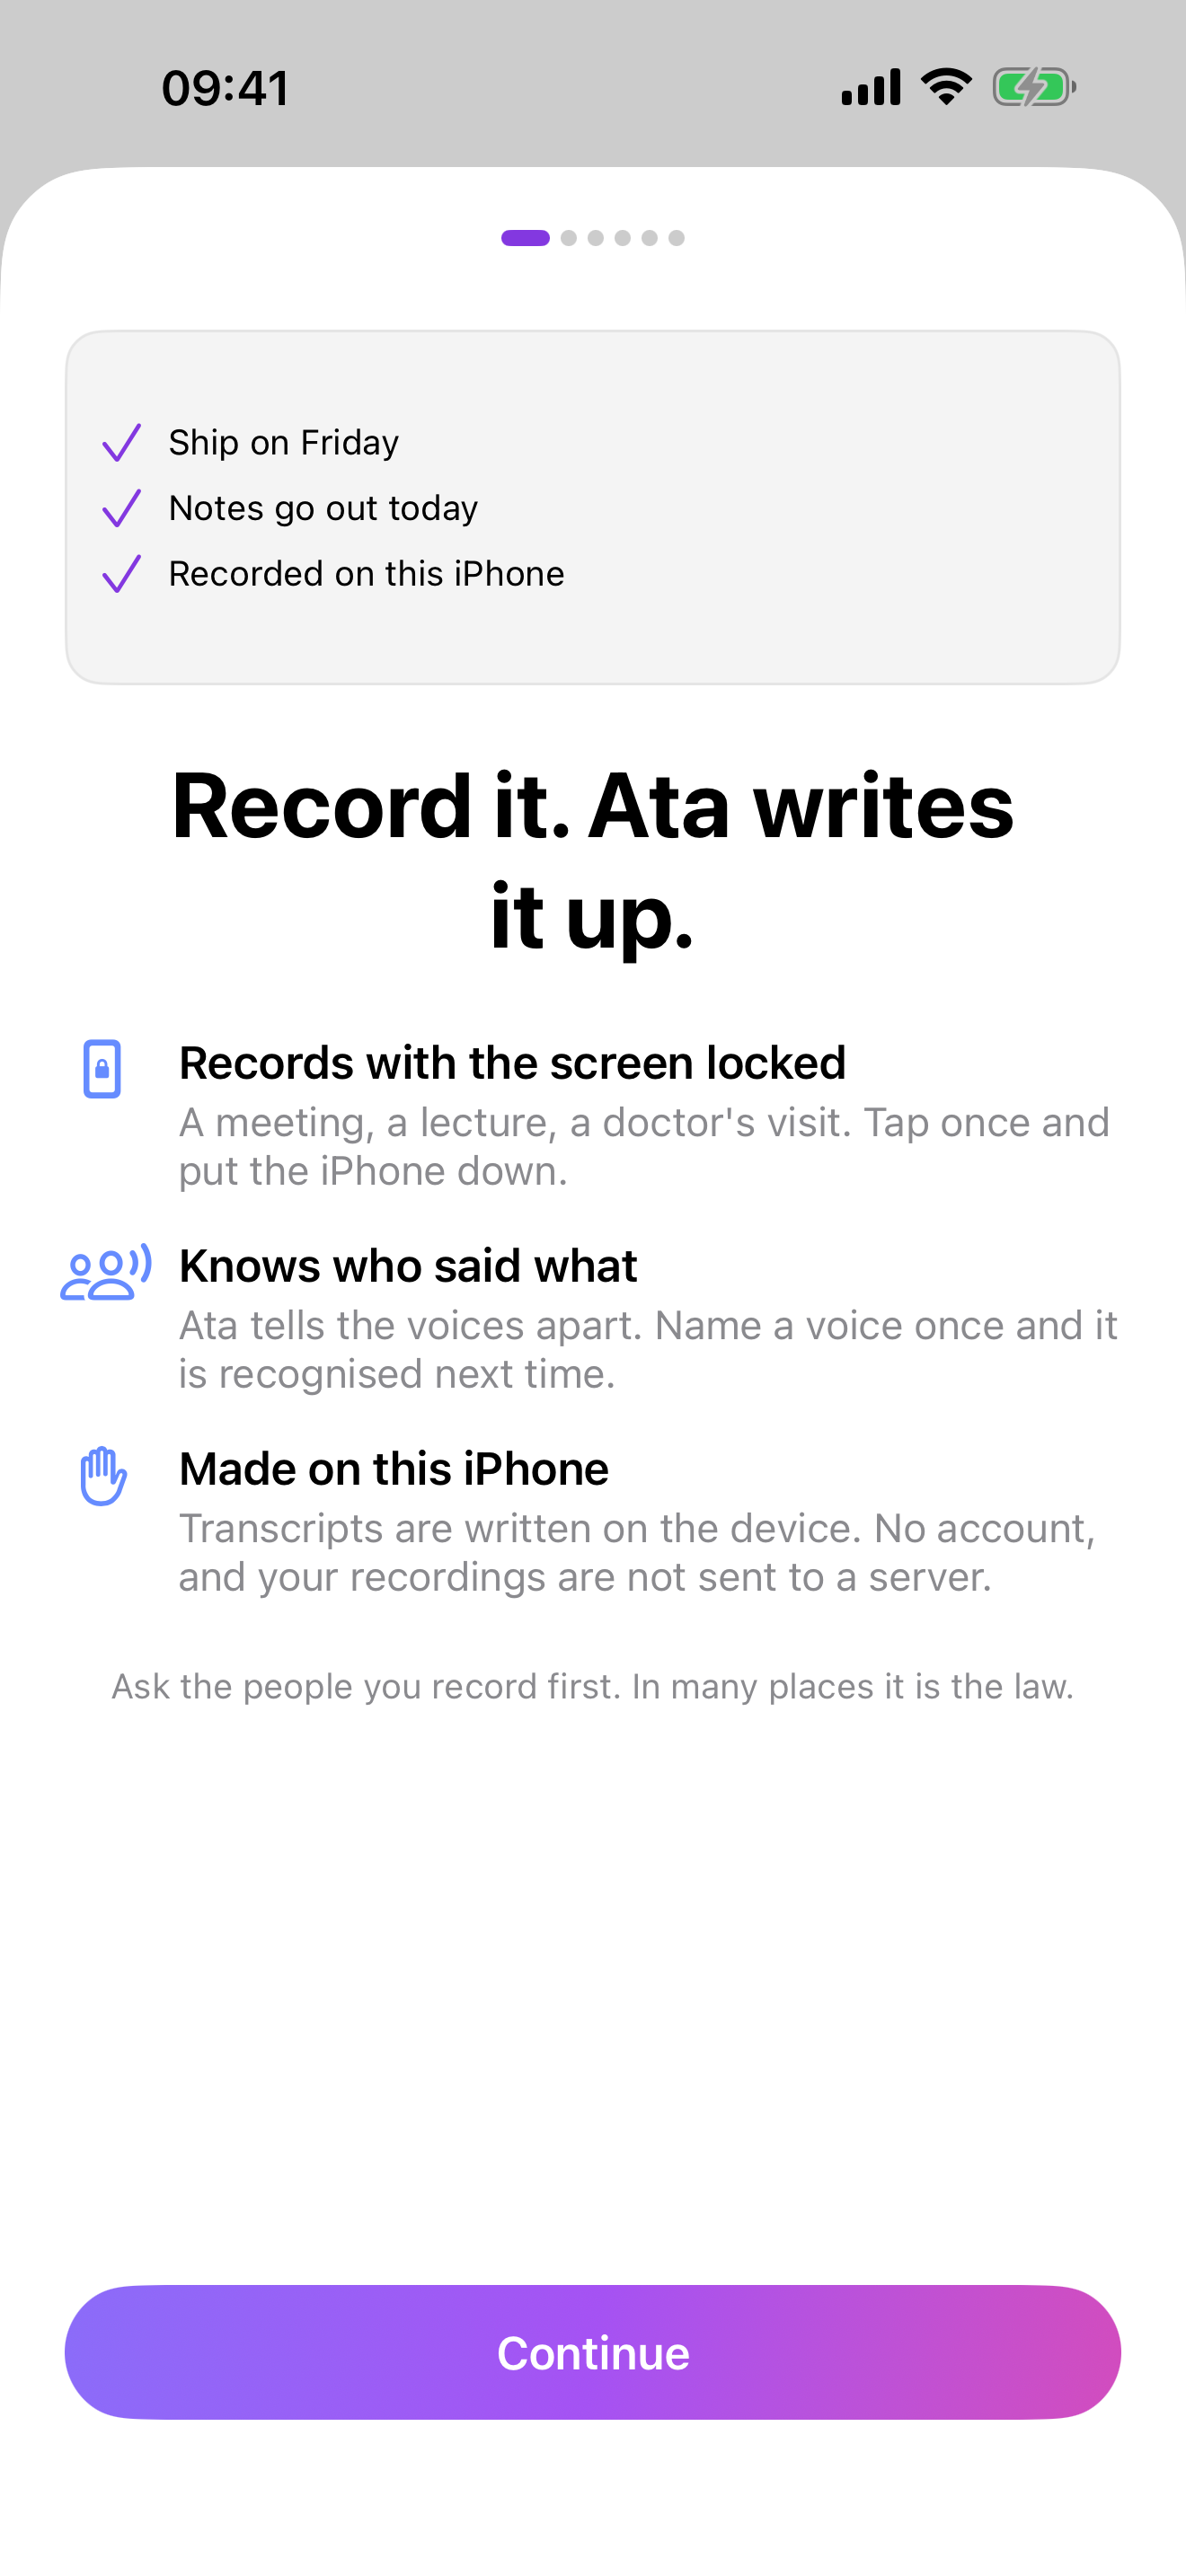 09:41
Ship on Friday
Notes go out today
Recorded on this iPhone
Record it. Ata writes
it up.
Records with the screen locked
A meeting, a lecture, a doctor's visit. Tap once and
put the iPhone down.
Knows who said what
Ata tells the voices apart. Name a voice once and it
is recognised next time.
Made on this iPhone
Transcripts are written on the device. No account,
and your recordings are not sent to a server.
Ask the people you record first. In many places it is the law.
Continue